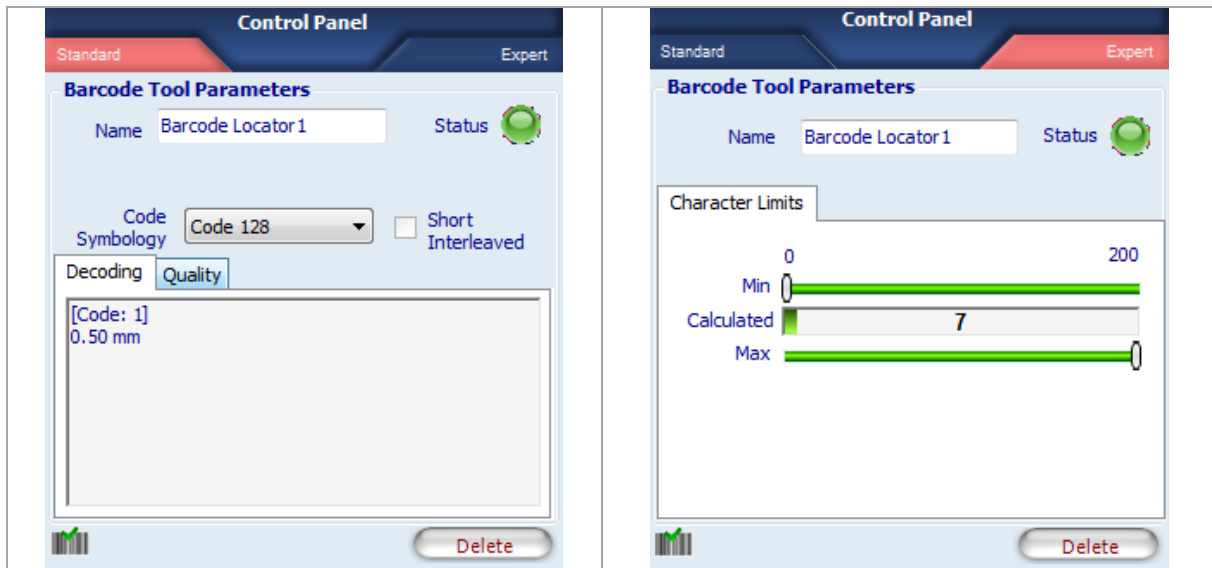 Control Panel
Standard
Expert
Barcode Tool Parameters
Name Barcode Locator1 Status
Code Symbology Code 128 Short Interleaved
Decoding Quality
[Code: 1]
0.50 mm
Delete
Control Panel
Standard
Expert
Barcode Tool Parameters
Name Barcode Locator1 Status
Character Limits
0 200
Min
Calculated 7
Max
Delete